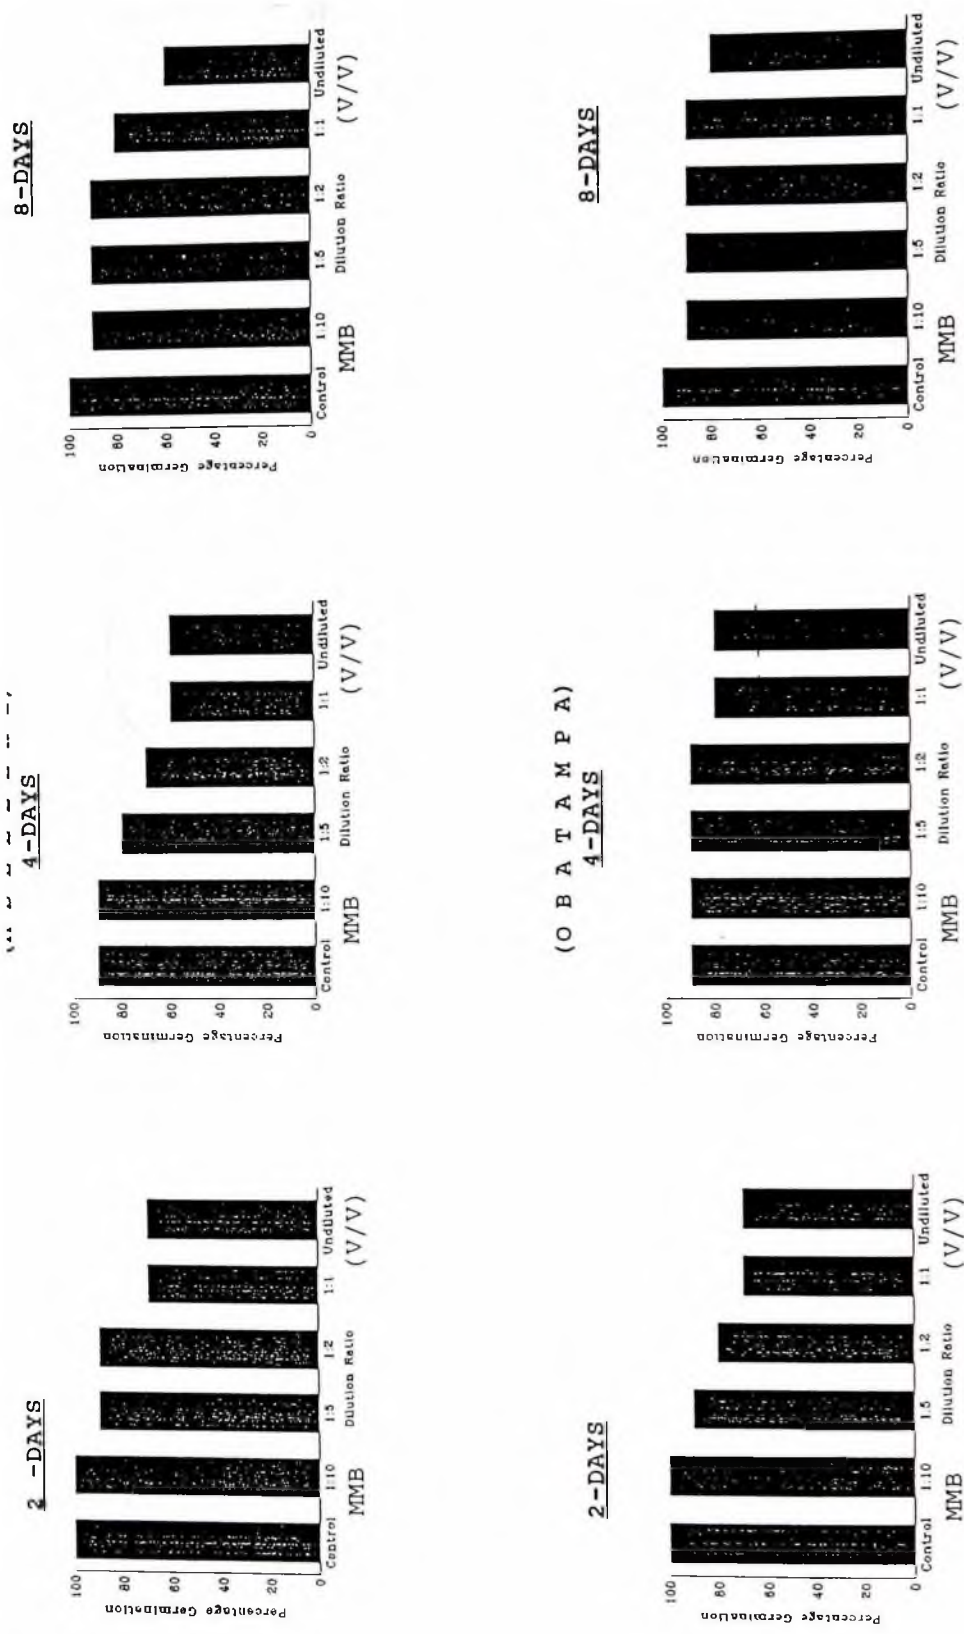 2 -DAYS
Percentage Germination
100
80
60
40
20
0
Control 1:10 1:5 1:2 1:1 Undiluted
Dilution Ratio
MMB (V/V)
4-DAYS
Percentage Germination
100
80
60
40
20
0
Control 1:10 1:5 1:2 1:1 Undiluted
Dilution Ratio
MMB (V/V)
8-DAYS
Percentage Germination
100
80
60
40
20
0
Control 1:10 1:5 1:2 1:1 Undiluted
Dilution Ratio
MMB (V/V)
(O B A T A M P A)
2-DAYS
Percentage Germination
100
80
60
40
20
0
Control 1:10 1:5 1:2 1:1 Undiluted
Dilution Ratio
MMB (V/V)
4-DAYS
Percentage Germination
100
80
60
40
20
0
Control 1:10 1:5 1:2 1:1 Undiluted
Dilution Ratio
MMB (V/V)
8-DAYS
Percentage Germination
100
80
60
40
20
0
Control 1:10 1:5 1:2 1:1 Undiluted
Dilution Ratio
MMB (V/V)